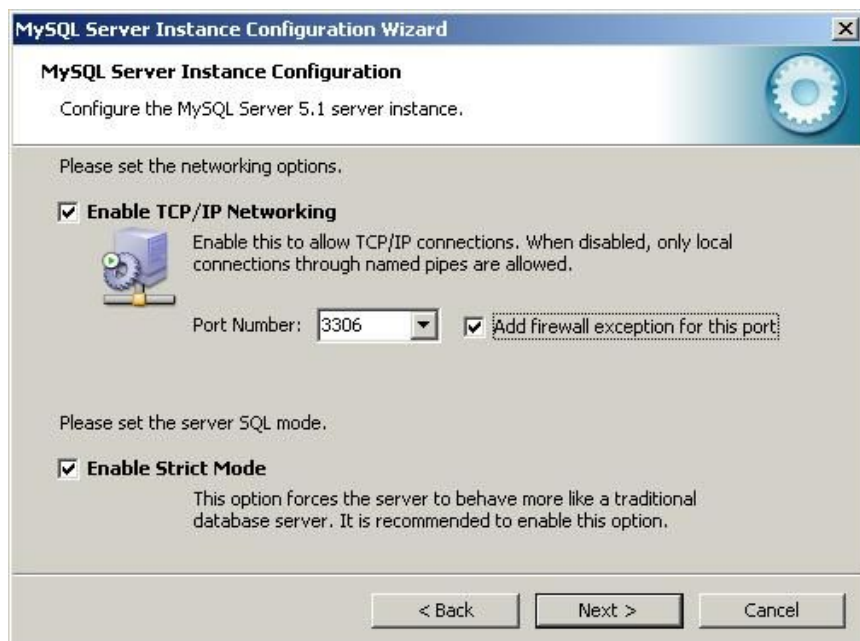 MySQL Server Instance Configuration Wizard
MySQL Server Instance Configuration
Configure the MySQL Server 5.1 server instance.
Please set the networking options.
Enable TCP/IP Networking
Enable this to allow TCP/IP connections. When disabled, only local
connections through named pipes are allowed.
Port Number: 3306 Add firewall exception for this port
Please set the server SQL mode.
Enable Strict Mode
This option forces the server to behave more like a traditional
database server. It is recommended to enable this option.
< Back Next > Cancel